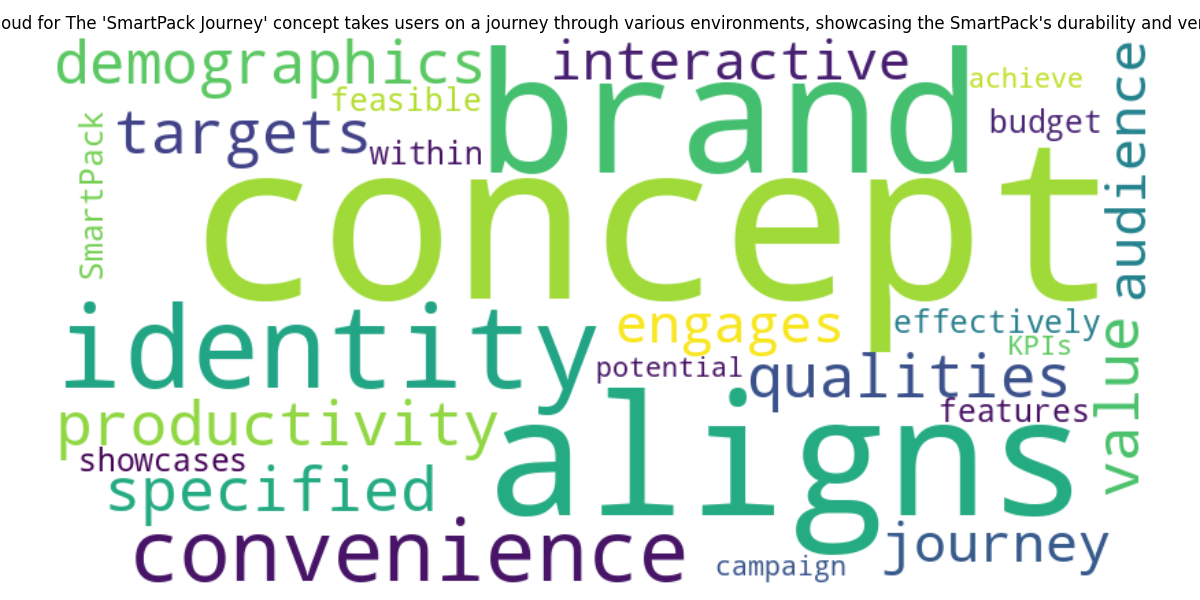 oud for The 'SmartPack Journey' concept takes users on a journey through various environments, showcasing the SmartPack's durability and ver
demographics
interactive
brand
achieve
feasible
budget
targets
within
audience
SmartPack
concept
identity
engages
effectively
KPIs
potential
qualities
value
productivity
features
aligns
showcases
specified
convenience
journey
campaign